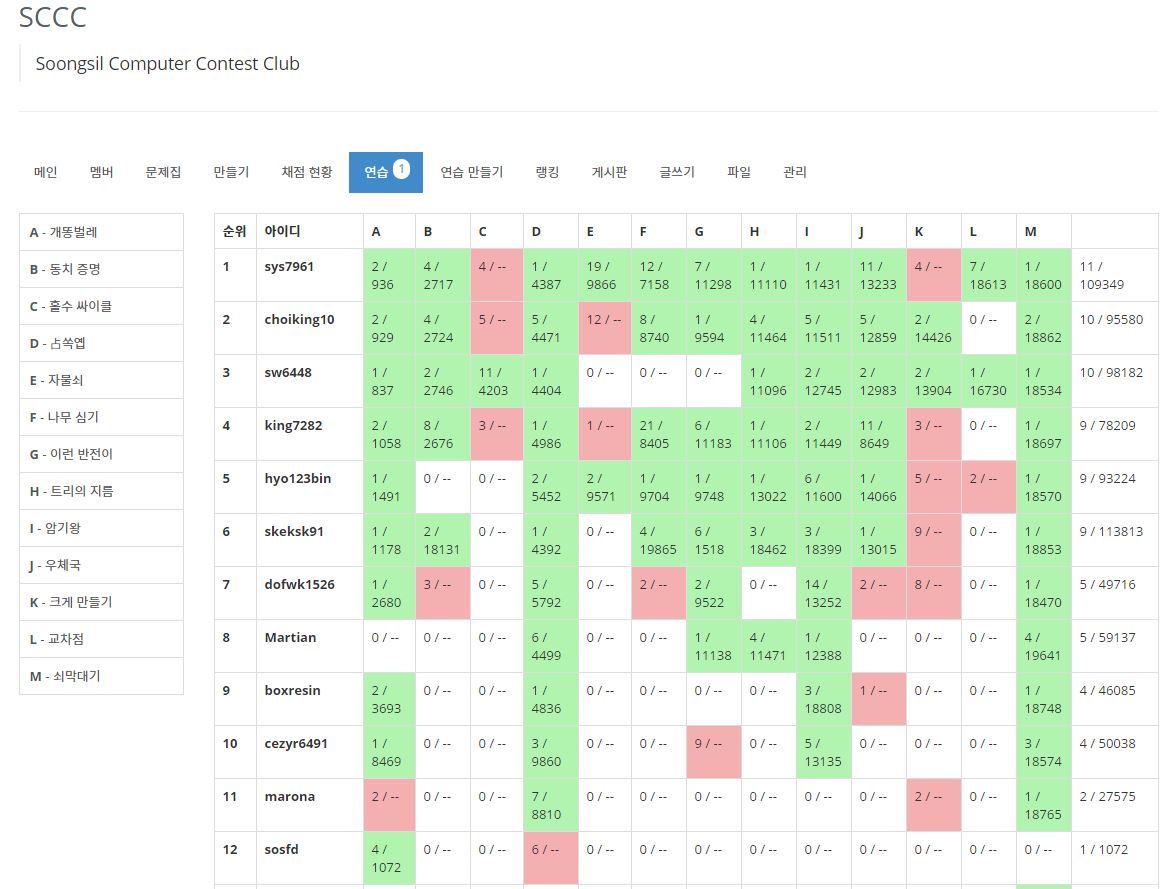 SCCC
Soongsil Computer Contest Club
메인 멤버 문제집 만들기 채점 현황 연습 1 연습 만들기 랭킹 게시판 글쓰기 파일 관리
A - 개똥벌레
B - 동치 증명
C - 홀수 싸이클
D - 占쏙옙
E - 자물쇠
F - 나무 심기
G - 이런 반전이
H - 트리의 지름
I - 암기왕
J - 우체국
K - 크게 만들기
L - 교차점
M - 쇠막대기
순위 아이디 A B C D E F G H I J K L M
1 sys7961 2 / 936 4 / 2717 4 / -- 1 / 4387 19 / 9866 12 / 7158 7 / 11298 1 / 11110 1 / 11431 11 / 13233 4 / -- 7 / 18613 1 / 18600 11 / 109349
2 choiking10 2 / 929 4 / 2724 5 / -- 5 / 4471 12 / -- 8 / 8740 1 / 9594 4 / 11464 5 / 11511 5 / 12859 2 / 14426 0 / -- 2 / 18862 10 / 95580
3 sw6448 1 / 837 2 / 2746 11 / 4203 1 / 4404 0 / -- 0 / -- 0 / -- 1 / 11096 2 / 12745 2 / 12983 2 / 13904 1 / 16730 1 / 18534 10 / 98182
4 king7282 2 / 1058 8 / 2676 3 / -- 1 / 4986 1 / -- 21 / 8405 6 / 11183 1 / 11106 2 / 11449 11 / 8649 3 / -- 0 / -- 1 / 18697 9 / 78209
5 hyo123bin 1 / 1491 0 / -- 0 / -- 2 / 5452 2 / 9571 1 / 9704 1 / 9748 1 / 13022 6 / 11600 1 / 14066 5 / -- 2 / -- 1 / 18570 9 / 93224
6 skeksk91 1 / 1178 2 / 18131 0 / -- 1 / 4392 0 / -- 4 / 19865 6 / 1518 3 / 18462 3 / 18399 1 / 13015 9 / -- 0 / -- 1 / 18853 9 / 113813
7 dofwk1526 1 / 2680 3 / -- 0 / -- 5 / 5792 0 / -- 2 / -- 2 / 9522 0 / -- 14 / 13252 2 / -- 8 / -- 0 / -- 1 / 18470 5 / 49716
8 Martian 0 / -- 0 / -- 0 / -- 6 / 4499 0 / -- 0 / -- 1 / 11138 4 / 11471 1 / 12388 0 / -- 0 / -- 0 / -- 4 / 19641 5 / 59137
9 boxresin 2 / 3693 0 / -- 0 / -- 1 / 4836 0 / -- 0 / -- 0 / -- 0 / -- 3 / 18808 1 / -- 0 / -- 0 / -- 1 / 18748 4 / 46085
10 cezyr6491 1 / 8469 0 / -- 0 / -- 3 / 9860 0 / -- 0 / -- 9 / -- 0 / -- 5 / 13135 0 / -- 0 / -- 0 / -- 3 / 18574 4 / 50038
11 marona 2 / -- 0 / -- 0 / -- 7 / 8810 0 / -- 0 / -- 0 / -- 0 / -- 0 / -- 0 / -- 2 / -- 0 / -- 1 / 18765 2 / 27575
12 sosfd 4 / 1072 0 / -- 0 / -- 6 / -- 0 / -- 0 / -- 0 / -- 0 / -- 0 / -- 0 / -- 0 / -- 0 / -- 0 / -- 1 / 1072